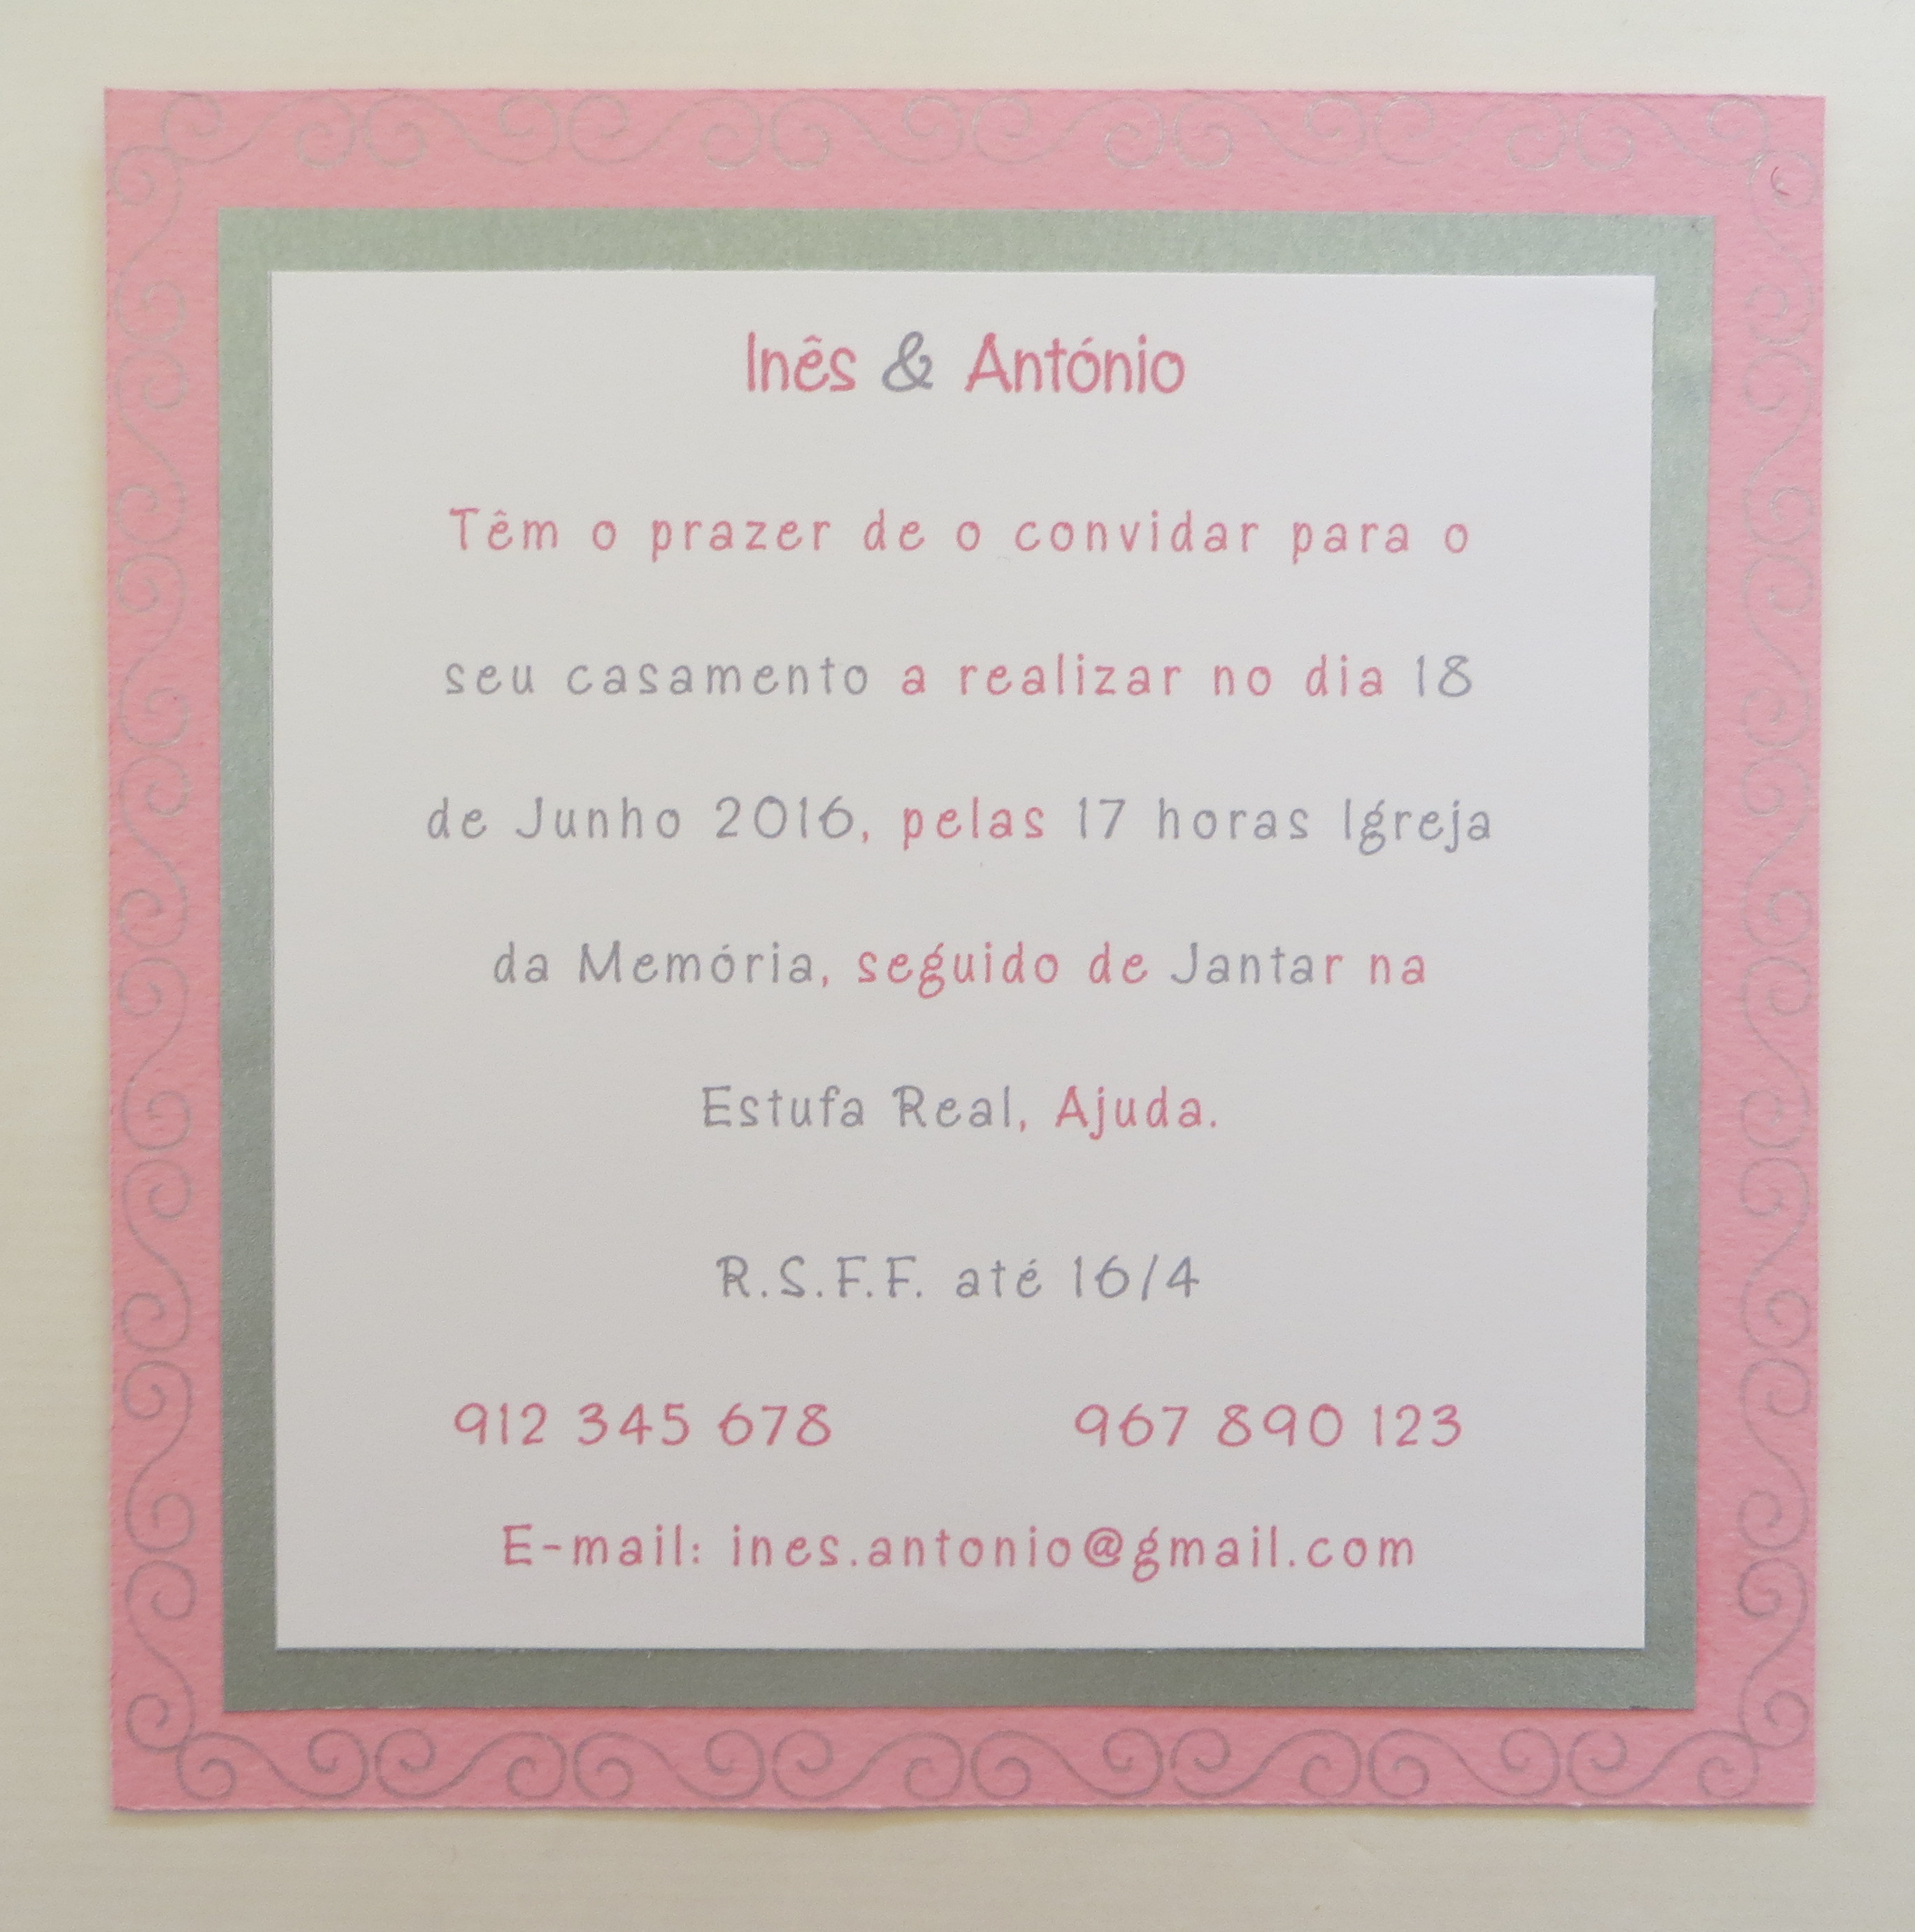 Inês & António
Têm o prazer de o convidar para o
seu casamento a realizar no dia 18
de Junho 2016, pelas 17 horas Igreja
da Memória, seguido de Jantar na
Estufa Real, Ajuda.
R.S.F.F. até 16/4
912 345 678 967 890 123
E-mail: ines.antonio@gmail.com